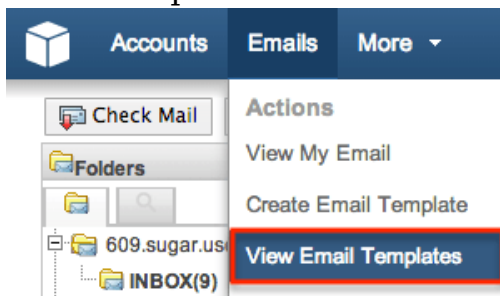 Accounts Emails More
Check Mail
Actions
Folders
View My Email
Create Email Template
609.sugar.us
View Email Templates
INBOX(9)